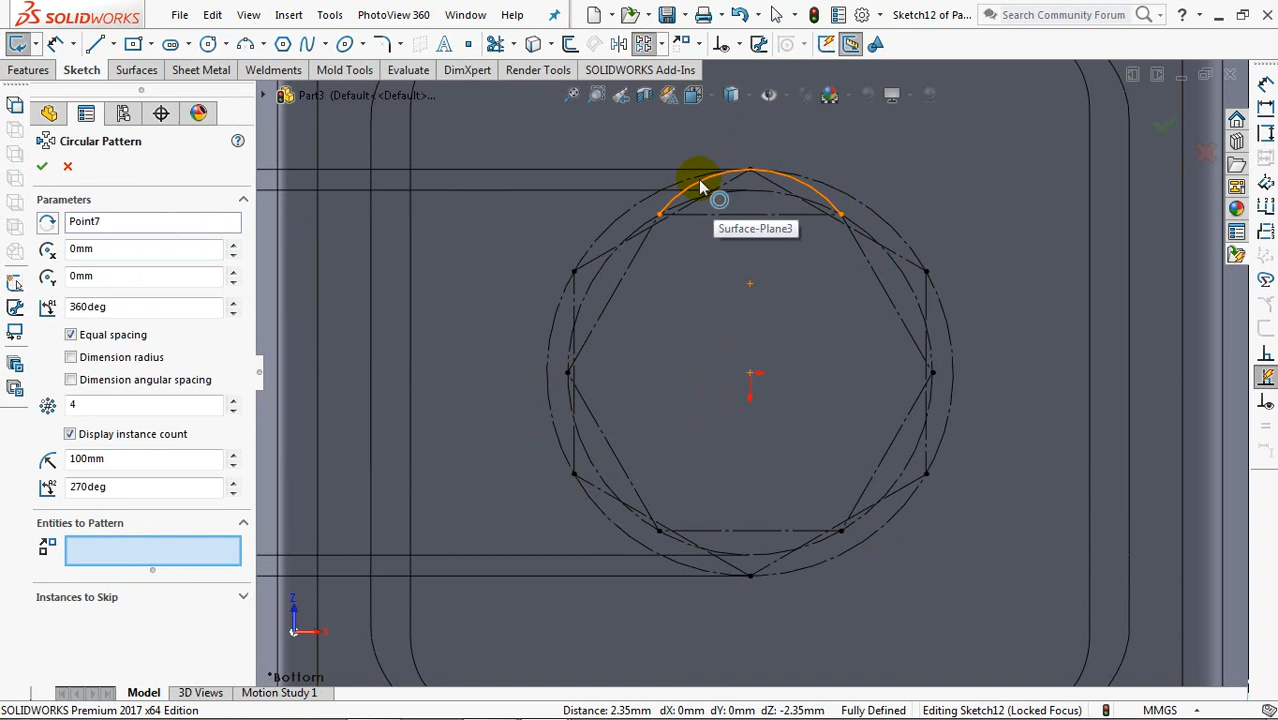 SOLIDWORKS File Edit View Insert Tools PhotoView 360 Window Help Sketch12 of Pa... Search Community Forum ?
Features Sketch Surfaces Sheet Metal Weldments Mold Tools Evaluate DimXpert Render Tools SOLIDWORKS Add-Ins
Part3 (Default<<Default>...
Circular Pattern
Parameters
Point7
0mm
0mm
360deg
Equal spacing
Dimension radius
Dimension angular spacing
4
Display instance count
100mm
270deg
Entities to Pattern
Instances to Skip
Surface-Plane3
Z
X
*Bottom
Model 3D Views Motion Study 1
SOLIDWORKS Premium 2017 x64 Edition Distance: 2.35mm dX: 0mm dY: 0mm dZ: -2.35mm Fully Defined Editing Sketch12 (Locked Focus) MMGS